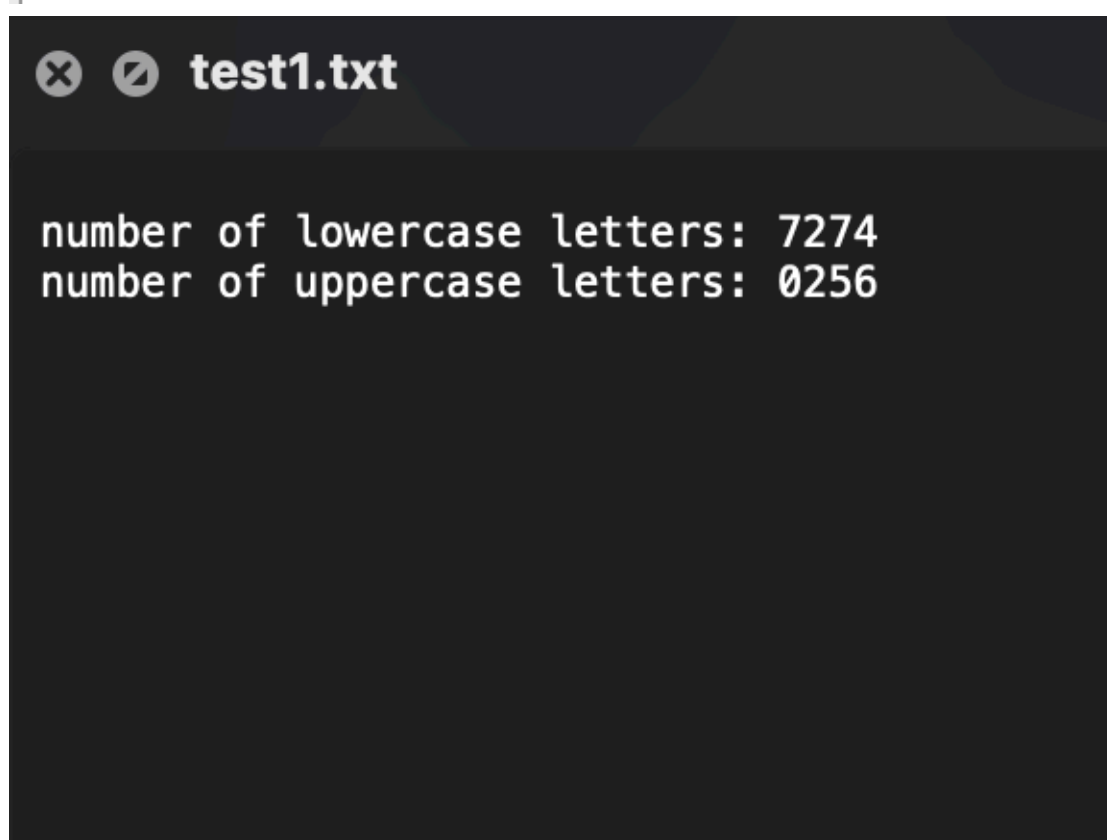 test1.txt
number of lowercase letters: 7274
number of uppercase letters: 0256